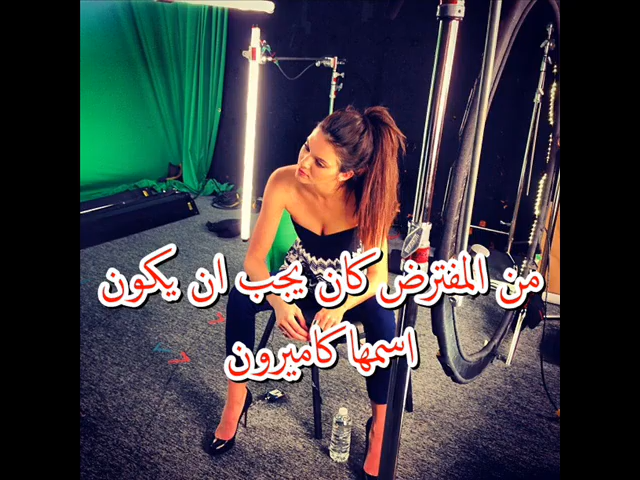 من المفترض كان يجب ان يكون
اسمها كاميرون